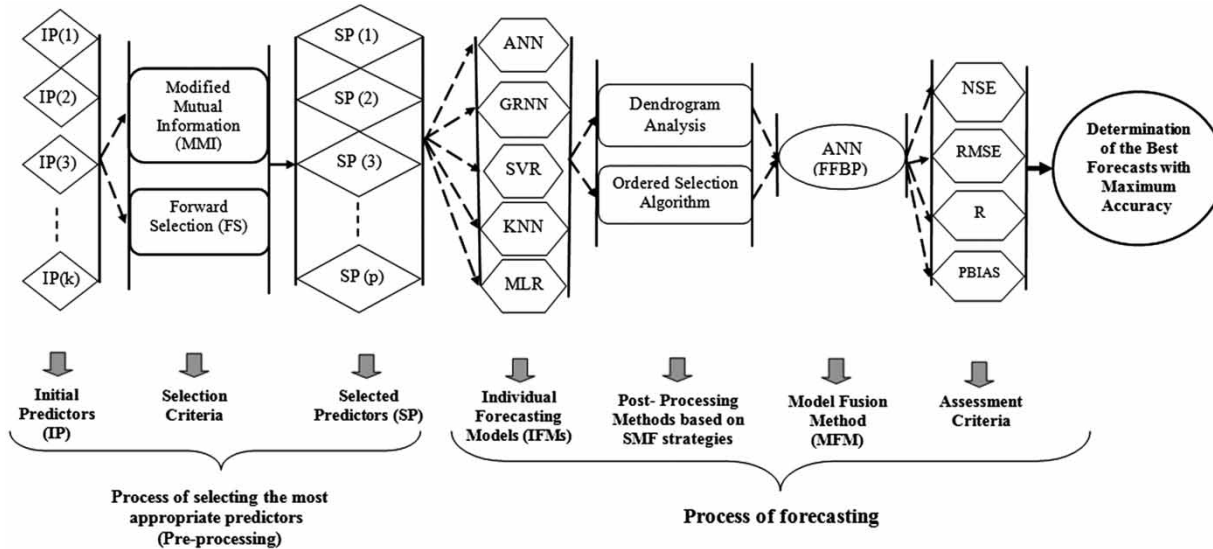 IP(1)
IP(2)
IP(3)
IP(k)
Modified
Mutual
Information
(MMI)
Forward
Selection (FS)
SP (1)
SP (2)
SP (3)
SP (p)
ANN
GRNN
SVR
KNN
MLR
Dendrogram
Analysis
Ordered Selection
Algorithm
ANN
(FFBP)
NSE
RMSE
R
PBIAS
Determination
of the Best
Forecasts with
Maximum
Accuracy
Initial
Predictors
(IP)
Selection
Criteria
Selected
Predictors (SP)
Individual
Forecasting
Models (IFMs)
Post- Processing
Methods based on
SMF strategies
Model Fusion
Method
(MFM)
Assessment
Criteria
Process of selecting the most
appropriate predictors
(Pre-processing)
Process of forecasting